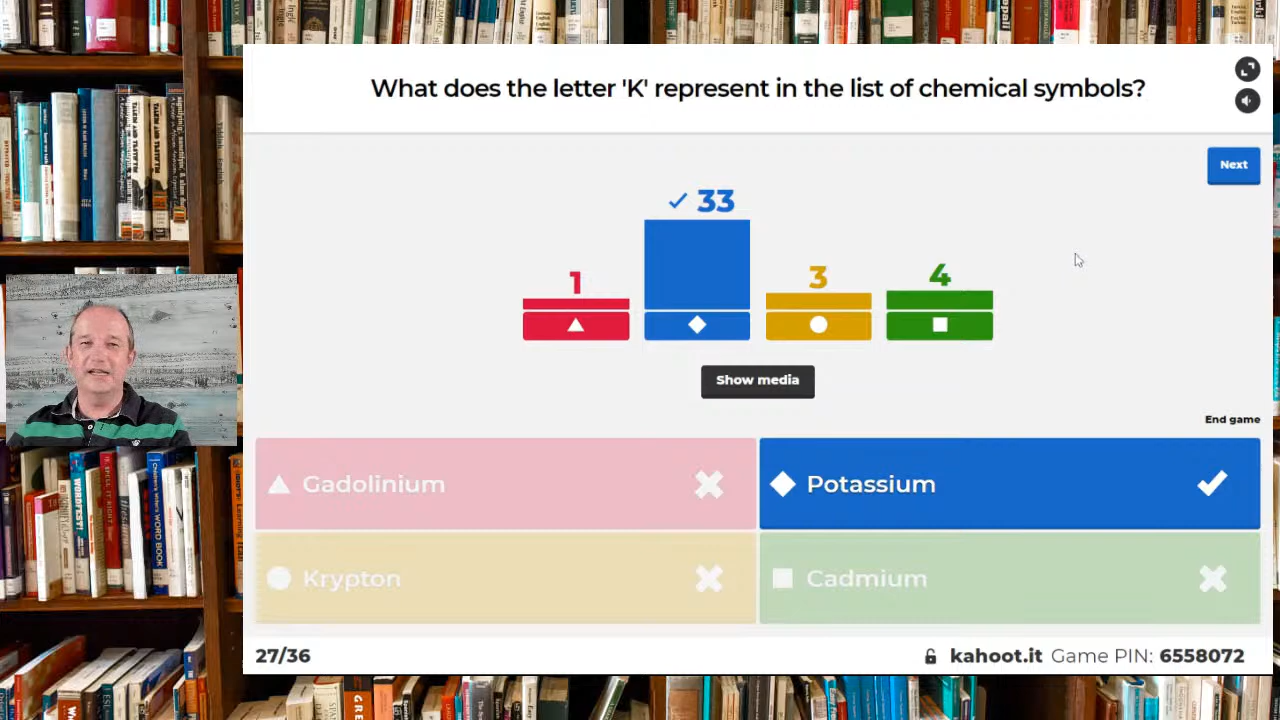 What does the letter 'K' represent in the list of chemical symbols?
Next
33
1
3
4
Show media
End game
Gadolinium
Potassium
Krypton
Cadmium
27/36
kahoot.it Game PIN: 6558072